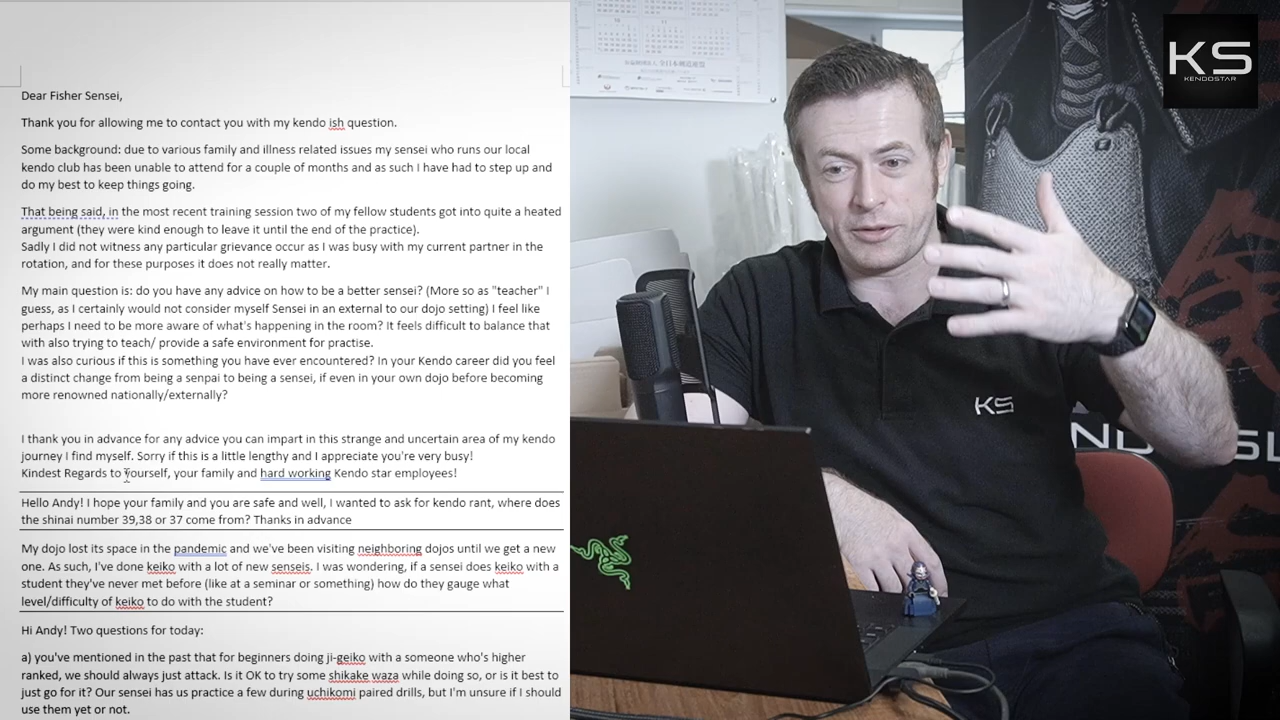 Dear Fisher Sensei,
Thank you for allowing me to contact you with my kendo ish question.
Some background: due to various family and illness related issues my sensei who runs our local
kendo club has been unable to attend for a couple of months and as such I have had to step up and
do my best to keep things going.
That being said, in the most recent training session two of my fellow students got into quite a heated
argument (they were kind enough to leave it until the end of the practice).
Sadly I did not witness any particular grievance occur as I was busy with my current partner in the
rotation, and for these purposes it does not really matter.
My main question is: do you have any advice on how to be a better sensei? (More so as "teacher" I
guess, as I certainly would not consider myself Sensei in an external to our dojo setting) I feel like
perhaps I need to be more aware of what's happening in the room? It feels difficult to balance that
with also trying to teach/ provide a safe environment for practise.
I was also curious if this is something you have ever encountered? In your Kendo career did you feel
a distinct change from being a senpai to being a sensei, if even in your own dojo before becoming
more renowned nationally/externally?
I thank you in advance for any advice you can impart in this strange and uncertain area of my kendo
journey I find myself. Sorry if this is a little lengthy and I appreciate you're very busy!
Kindest Regards to yourself, your family and hard working Kendo star employees!
Hello Andy! I hope your family and you are safe and well, I wanted to ask for kendo rant, where does
the shinai number 39,38 or 37 come from? Thanks in advance
My dojo lost its space in the pandemic and we've been visiting neighboring dojos until we get a new
one. As such, I've done keiko with a lot of new senseis. I was wondering, if a sensei does keiko with a
student they've never met before (like at a seminar or something) how do they gauge what
level/difficulty of keiko to do with the student?
Hi Andy! Two questions for today:
a) you've mentioned in the past that for beginners doing ji-geiko with a someone who's higher
ranked, we should always just attack. Is it OK to try some shikake waza while doing so, or is it best to
just go for it? Our sensei has us practice a few during uchikomi paired drills, but I'm unsure if I should
use them yet or not.
KS
KENDOSTAR
KS